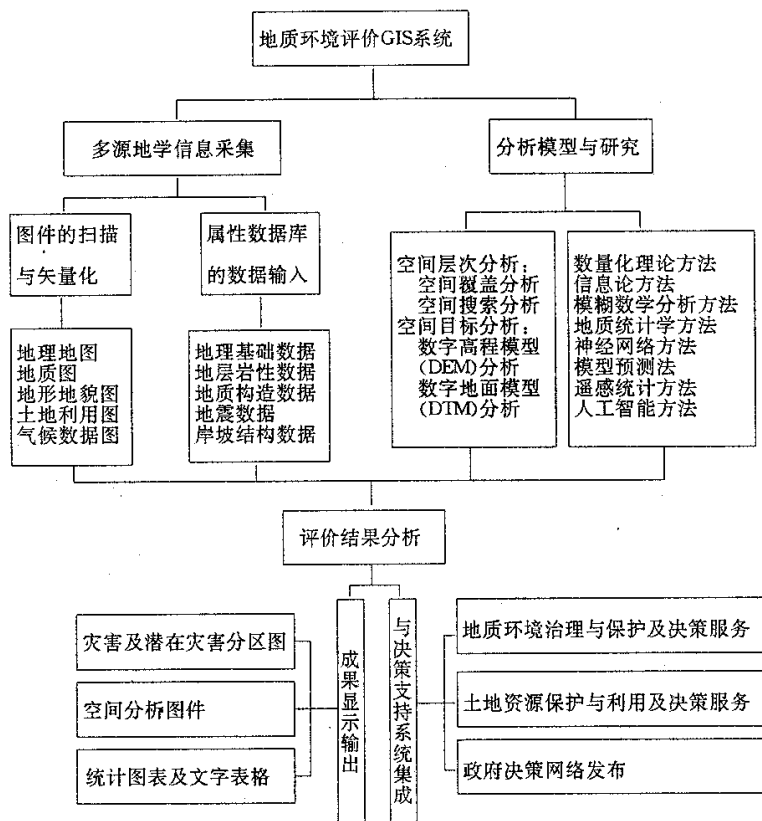 地质环境评价GIS系统
多源地学信息采集
分析模型与研究
图件的扫描
与矢量化
属性数据库
的数据输入
空间层次分析：
空间覆盖分析
空间搜索分析
空间目标分析：
数字高程模型
(DEM)分析
数字地面模型
(DTM)分析
数量化理论方法
信息论方法
模糊数学分析方法
地质统计学方法
神经网络方法
模型预测法
遥感统计方法
人工智能方法
地理地图
地质图
地形地貌图
土地利用图
气候数据图
地理基础数据
地层岩性数据
地质构造数据
地震数据
岸坡结构数据
评价结果分析
灾害及潜在灾害分区图
空间分析图件
统计图表及文字表格
成果显示输出
与决策支持系统集成
地质环境治理与保护及决策服务
土地资源保护与利用及决策服务
政府决策网络发布